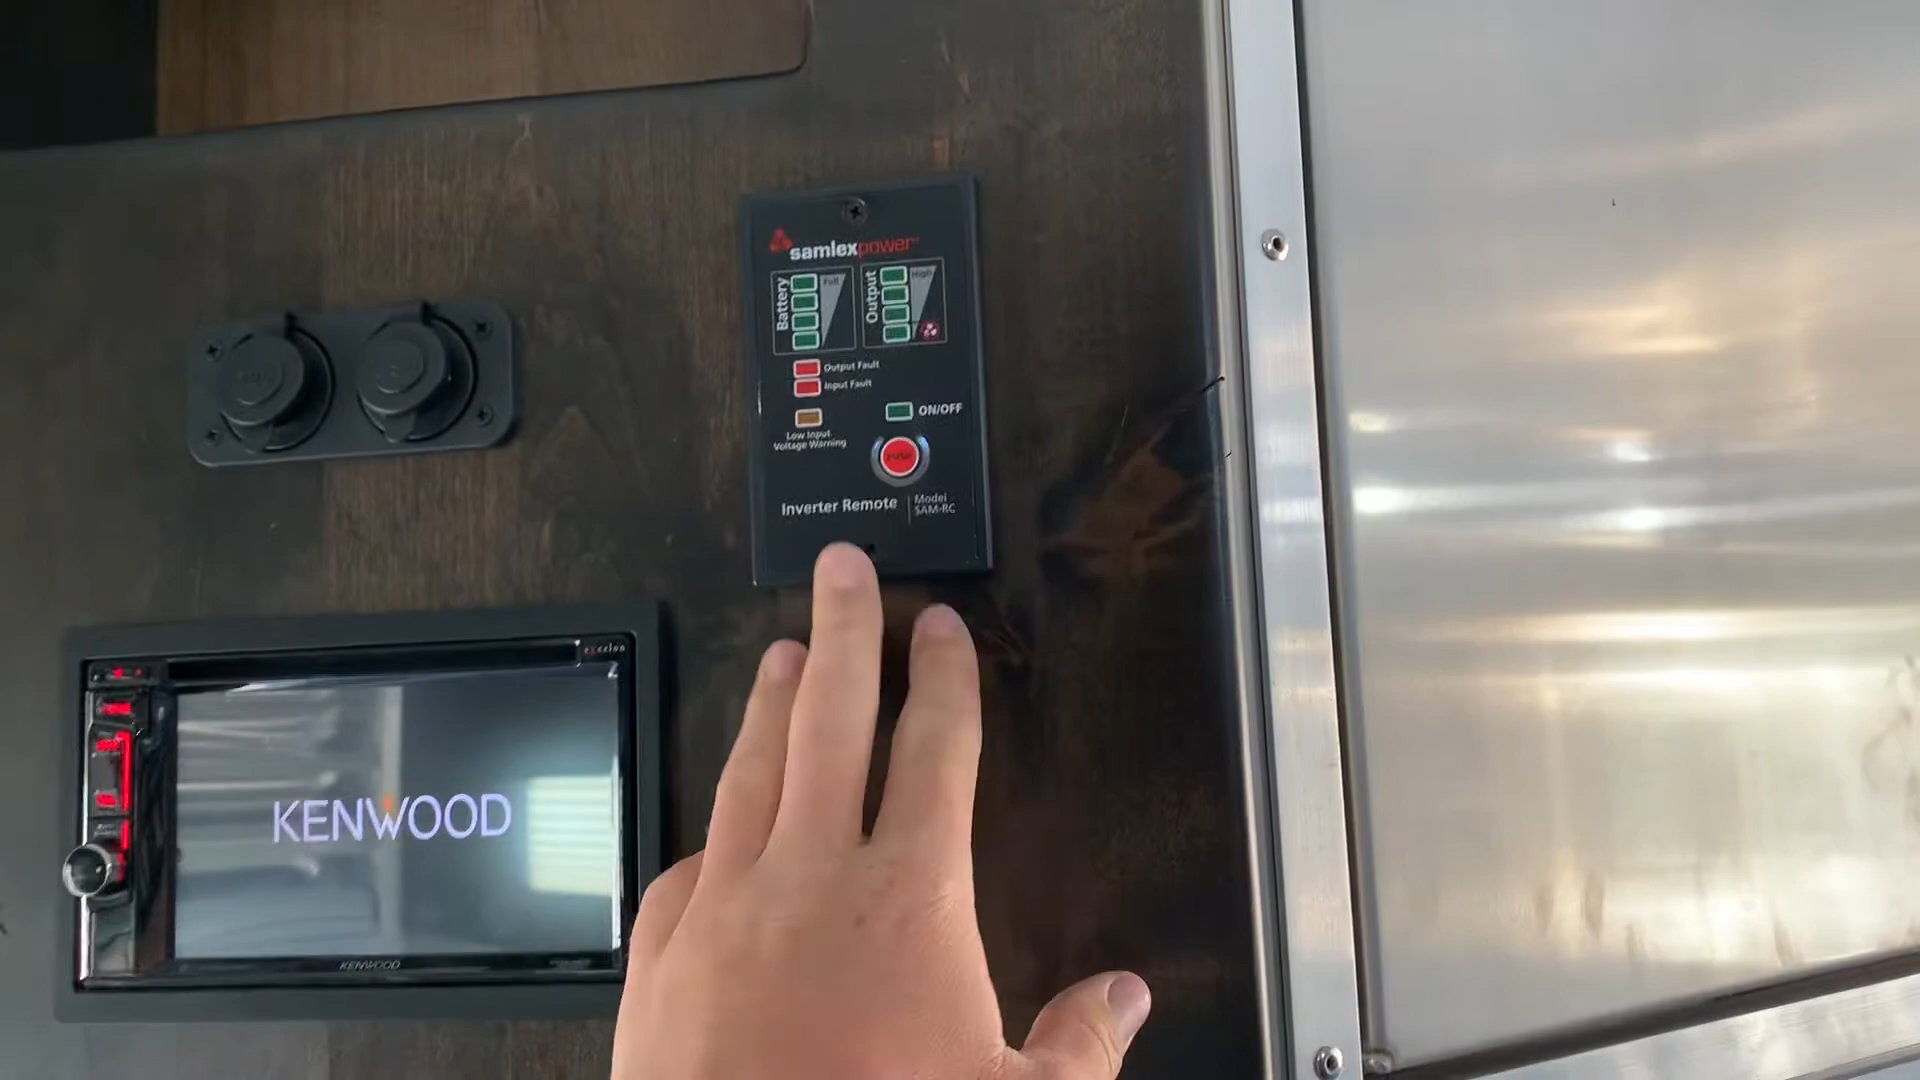 samlexpower
Battery
Full
Output
High
Output Fault
Input Fault
ON/OFF
Low Input
Voltage Warning
Inverter Remote
Model
SAM-RC
excelon
KENWOOD
KENWOOD